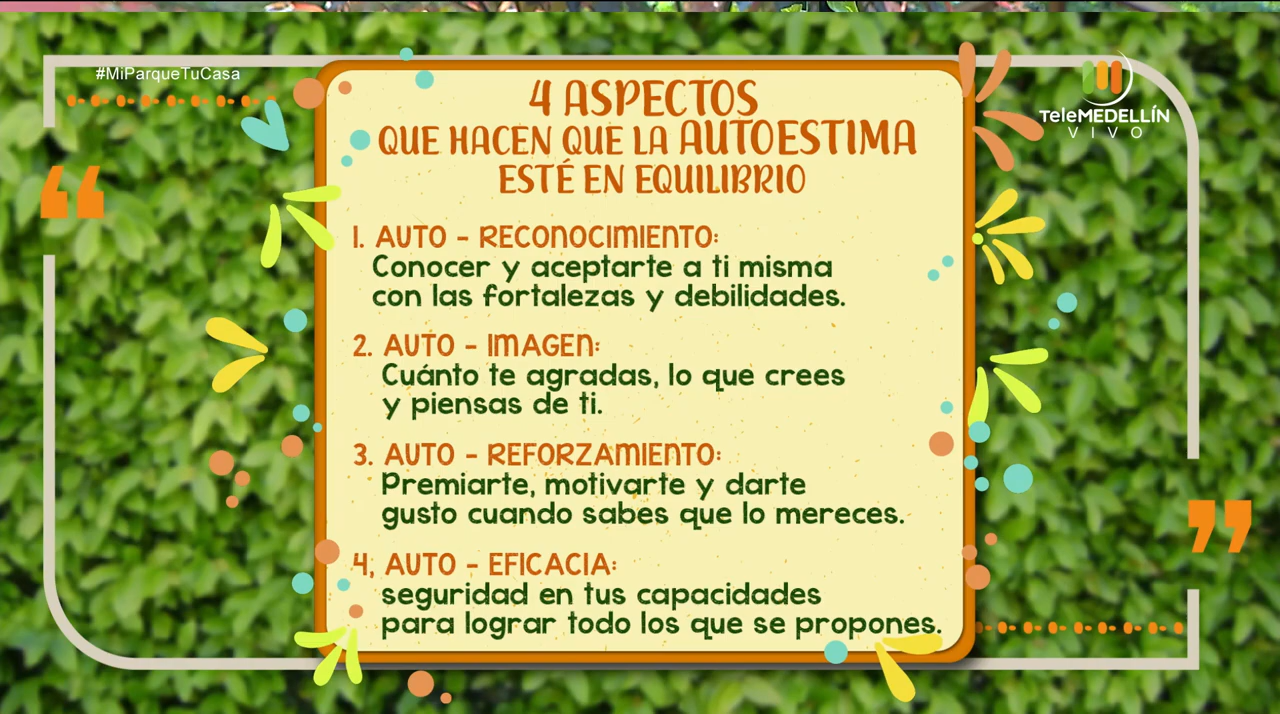 #MiParqueTuCasa
TeleMEDELLÍN
VIVO
4 ASPECTOS
QUE HACEN QUE LA AUTOESTIMA
ESTÉ EN EQUILIBRIO
1. AUTO - RECONOCIMIENTO:
Conocer y aceptarte a ti misma
con las fortalezas y debilidades.
2. AUTO - IMAGEN:
Cuánto te agradas, lo que crees
y piensas de ti.
3. AUTO - REFORZAMIENTO:
Premiarte, motivarte y darte
gusto cuando sabes que lo mereces.
4; AUTO - EFICACIA:
seguridad en tus capacidades
para lograr todo los que se propones.